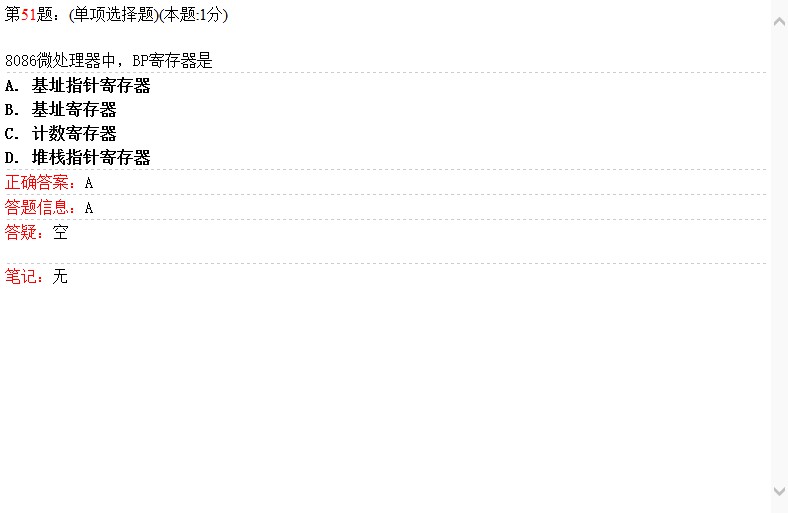 第51题：(单项选择题)(本题:1分)
8086微处理器中，BP寄存器是
A. 基址指针寄存器
B. 基址寄存器
C. 计数寄存器
D. 堆栈指针寄存器
正确答案：A
答题信息：A
答疑：空
笔记：无